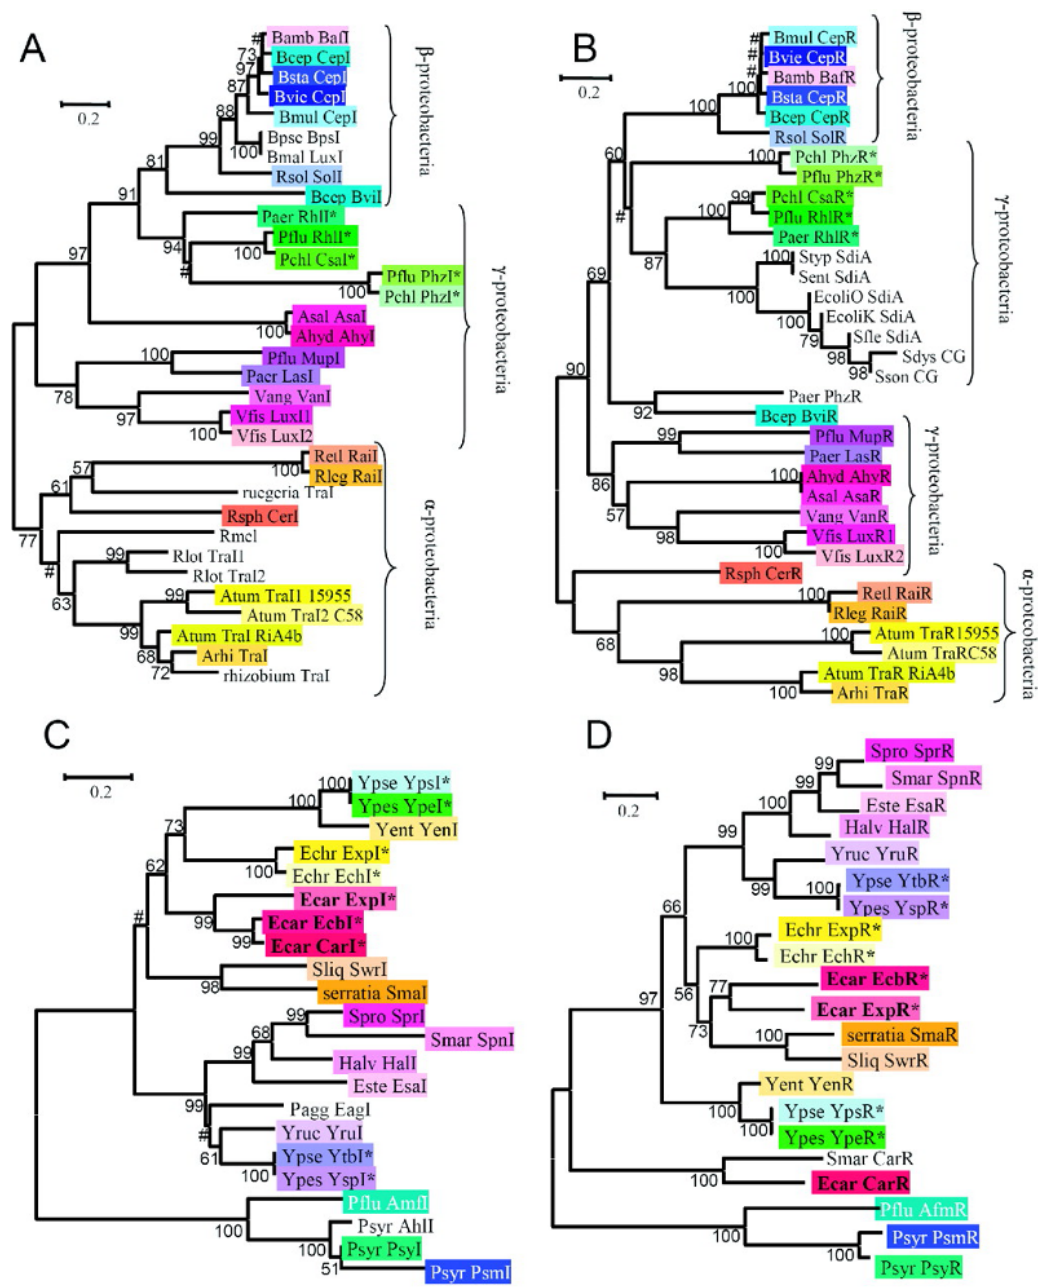 A
0.2
Bamb BafI
Bcep CepI
Bsta CepI
Bvie CepI
Bmul CepI
Bpsc BpsI
Bmal LuxI
Rsol SolI
Bcep BviI
Paer RhlI*
Pflu RhlI*
Pchl CsaI*
Pflu PhzI*
Pchl PhzI*
Asal AsaI
Ahyd AhyI
Pflu MupI
Paer LasI
Vang VanI
Vfis LuxI1
Vfis LuxI2
Retl RaiI
Rleg RaiI
ruegeria TraI
Rsph CerI
Rmel
Rlot TraI1
Rlot TraI2
Atum TraI1 15955
Atum TraI2 C58
Atum TraI RiA4b
Arhi TraI
rhizobium TraI
#
73
97
87
88
99
100
81
91
94
100
#
100
97
100
100
78
97
100
57
100
61
77
#
99
63
99
99
68
72
β-proteobacteria
γ-proteobacteria
α-proteobacteria
B
0.2
Bmul CepR
Bvie CepR
Bamb BafR
Bsta CepR
Bcep CepR
Rsol SolR
Pchl PhzR*
Pflu PhzR*
Pchl CsaR*
Pflu RhlR*
Paer RhlR*
Styp SdiA
Sent SdiA
EcoliO SdiA
EcoliK SdiA
Sfle SdiA
Sdys CG
Sson CG
Paer PhzR
Bcep BviR
Pflu MupR
Paer LasR
Ahyd AhyR
Asal AsaR
Vang VanR
Vfis LuxR1
Vfis LuxR2
Rsph CerR
Retl RaiR
Rleg RaiR
Atum TraR15955
Atum TraRC58
Atum TraR RiA4b
Arhi TraR
#
#
#
100
100
60
100
#
99
100
87
100
100
79
98
98
69
90
92
99
86
100
57
98
100
100
68
100
98
100
β-proteobacteria
γ-proteobacteria
γ-proteobacteria
α-proteobacteria
C
0.2
Ypse YpsI*
Ypes YpeI*
Yent YenI
Echr ExpI*
Echr EchI*
Ecar ExpI*
Ecar EcbI*
Ecar CarI*
Sliq SwrI
serratia SmaI
Spro SprI
Smar SpnI
Halv HalI
Este EsaI
Pagg EagI
Yruc YruI
Ypse YtbI*
Ypes YspI*
Pflu AmfI
Psyr AhlI
Psyr PsyI
Psyr PsmI
100
100
73
62
100
#
99
99
98
99
68
99
99
#
61
100
100
100
51
D
0.2
Spro SprR
Smar SpnR
Este EsaR
Halv HalR
Yruc YruR
Ypse YtbR*
Ypes YspR*
Echr ExpR*
Echr EchR*
Ecar EcbR*
Ecar ExpR*
serratia SmaR
Sliq SwrR
Yent YenR
Ypse YpsR*
Ypes YpeR*
Smar CarR
Ecar CarR
Pflu AfmR
Psyr PsmR
Psyr PsyR
99
99
100
99
99
100
66
100
56
77
73
100
97
100
100
100
100
100